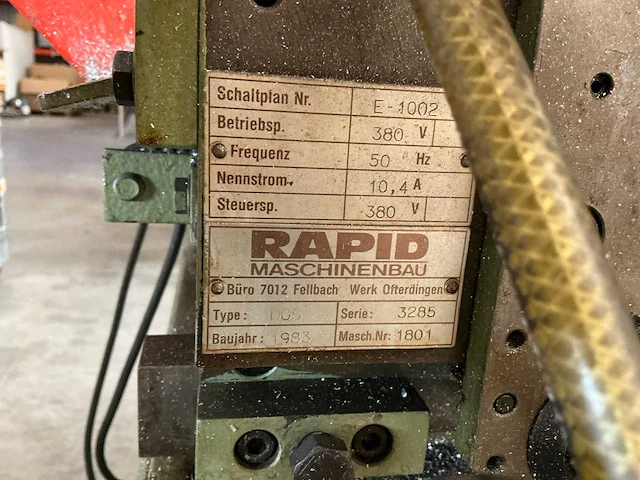 Schaltplan Nr. E-1002
Betriebsp. 380 V
Frequenz 50 Hz
Nennstrom. 10,4 A
Steuersp. 380 V
RAPID
MASCHINENBAU
Büro 7012 Fellbach Werk Ofterdingen
Type: Serie: 3285
Baujahr: 1983 Masch.Nr: 1801